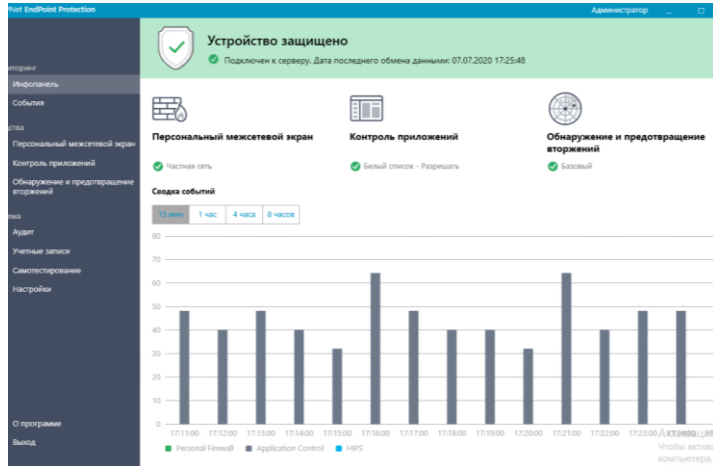 PNet EndPoint Protection
Администратор
Устройство защищено
Подключен к серверу. Дата последнего обмена данными: 07.07.2020 17:25:48
Инфопанель
События
Персональный межсетевой экран
Контроль приложений
Обнаружение и предотвращение
вторжений
Аудит
Учетные записи
Самотестирование
Настройки
О программе
Выход
Персональный межсетевой экран
Контроль приложений
Обнаружение и предотвращение
вторжений
Частная сеть
Белый список - Разрешать
Базовый
Сводка событий
15 мин 1 час 4 часа 8 часов
80
70
60
50
40
30
20
10
0
17:11:00 17:12:00 17:13:00 17:14:00 17:15:00 17:16:00 17:17:00 17:18:00 17:19:00 17:20:00 17:21:00 17:22:00 17:23:00
Personal Firewall Application Control HIPS
Чтобы актив
компьютера.